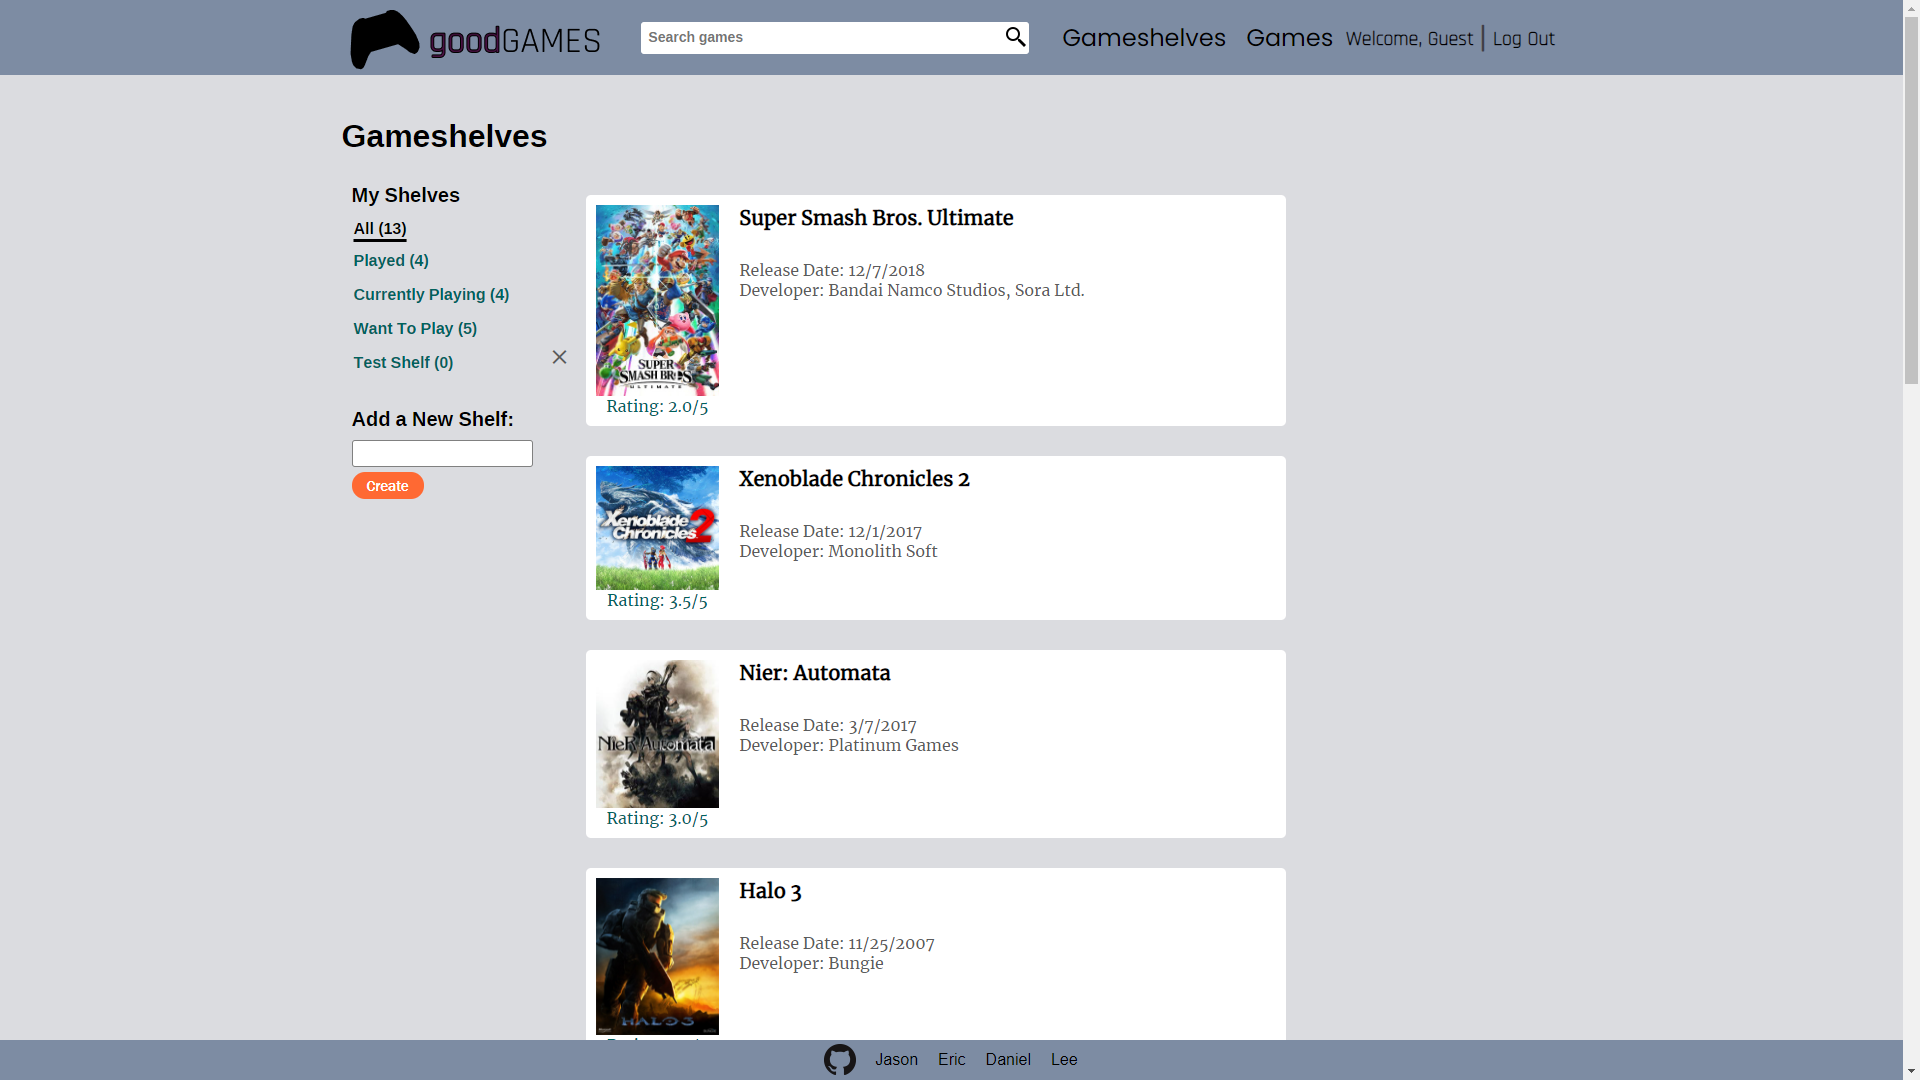 goodGAMES
Search games
Gameshelves
Games
Welcome, Guest
Log Out
Gameshelves
My Shelves
All (13)
Played (4)
Currently Playing (4)
Want To Play (5)
Test Shelf (0)
Add a New Shelf:
Create
SUPER
SMASH BROS
ULTIMATE
Rating: 2.0/5
Super Smash Bros. Ultimate
Release Date: 12/7/2018
Developer: Bandai Namco Studios, Sora Ltd.
Xenoblade
Chronicles 2
Rating: 3.5/5
Xenoblade Chronicles 2
Release Date: 12/1/2017
Developer: Monolith Soft
NieR:Automata
Rating: 3.0/5
Nier: Automata
Release Date: 3/7/2017
Developer: Platinum Games
HALO 3
Halo 3
Release Date: 11/25/2007
Developer: Bungie
Jason
Eric
Daniel
Lee